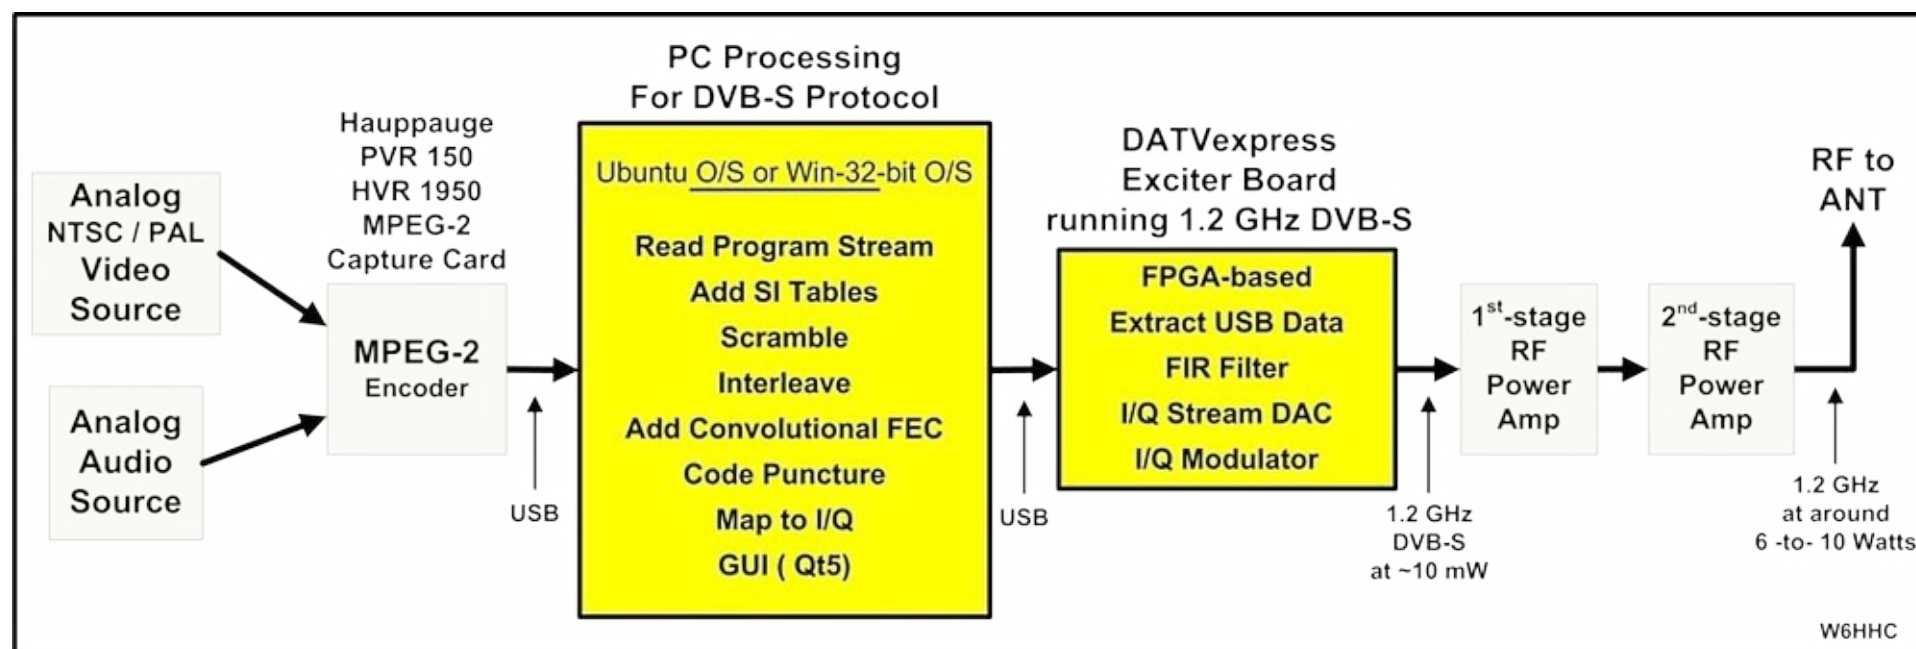 PC Processing
For DVB-S Protocol
Hauppauge
PVR 150
HVR 1950
MPEG-2
Capture Card
Analog
NTSC / PAL
Video
Source
Analog
Audio
Source
MPEG-2
Encoder
USB
Ubuntu O/S or Win-32-bit O/S
Read Program Stream
Add SI Tables
Scramble
Interleave
Add Convolutional FEC
Code Puncture
Map to I/Q
GUI ( Qt5)
USB
DATVexpress
Exciter Board
running 1.2 GHz DVB-S
FPGA-based
Extract USB Data
FIR Filter
I/Q Stream DAC
I/Q Modulator
1.2 GHz
DVB-S
at ~10 mW
1st-stage
RF
Power
Amp
2nd-stage
RF
Power
Amp
RF to
ANT
1.2 GHz
at around
6 -to- 10 Watts
W6HHC